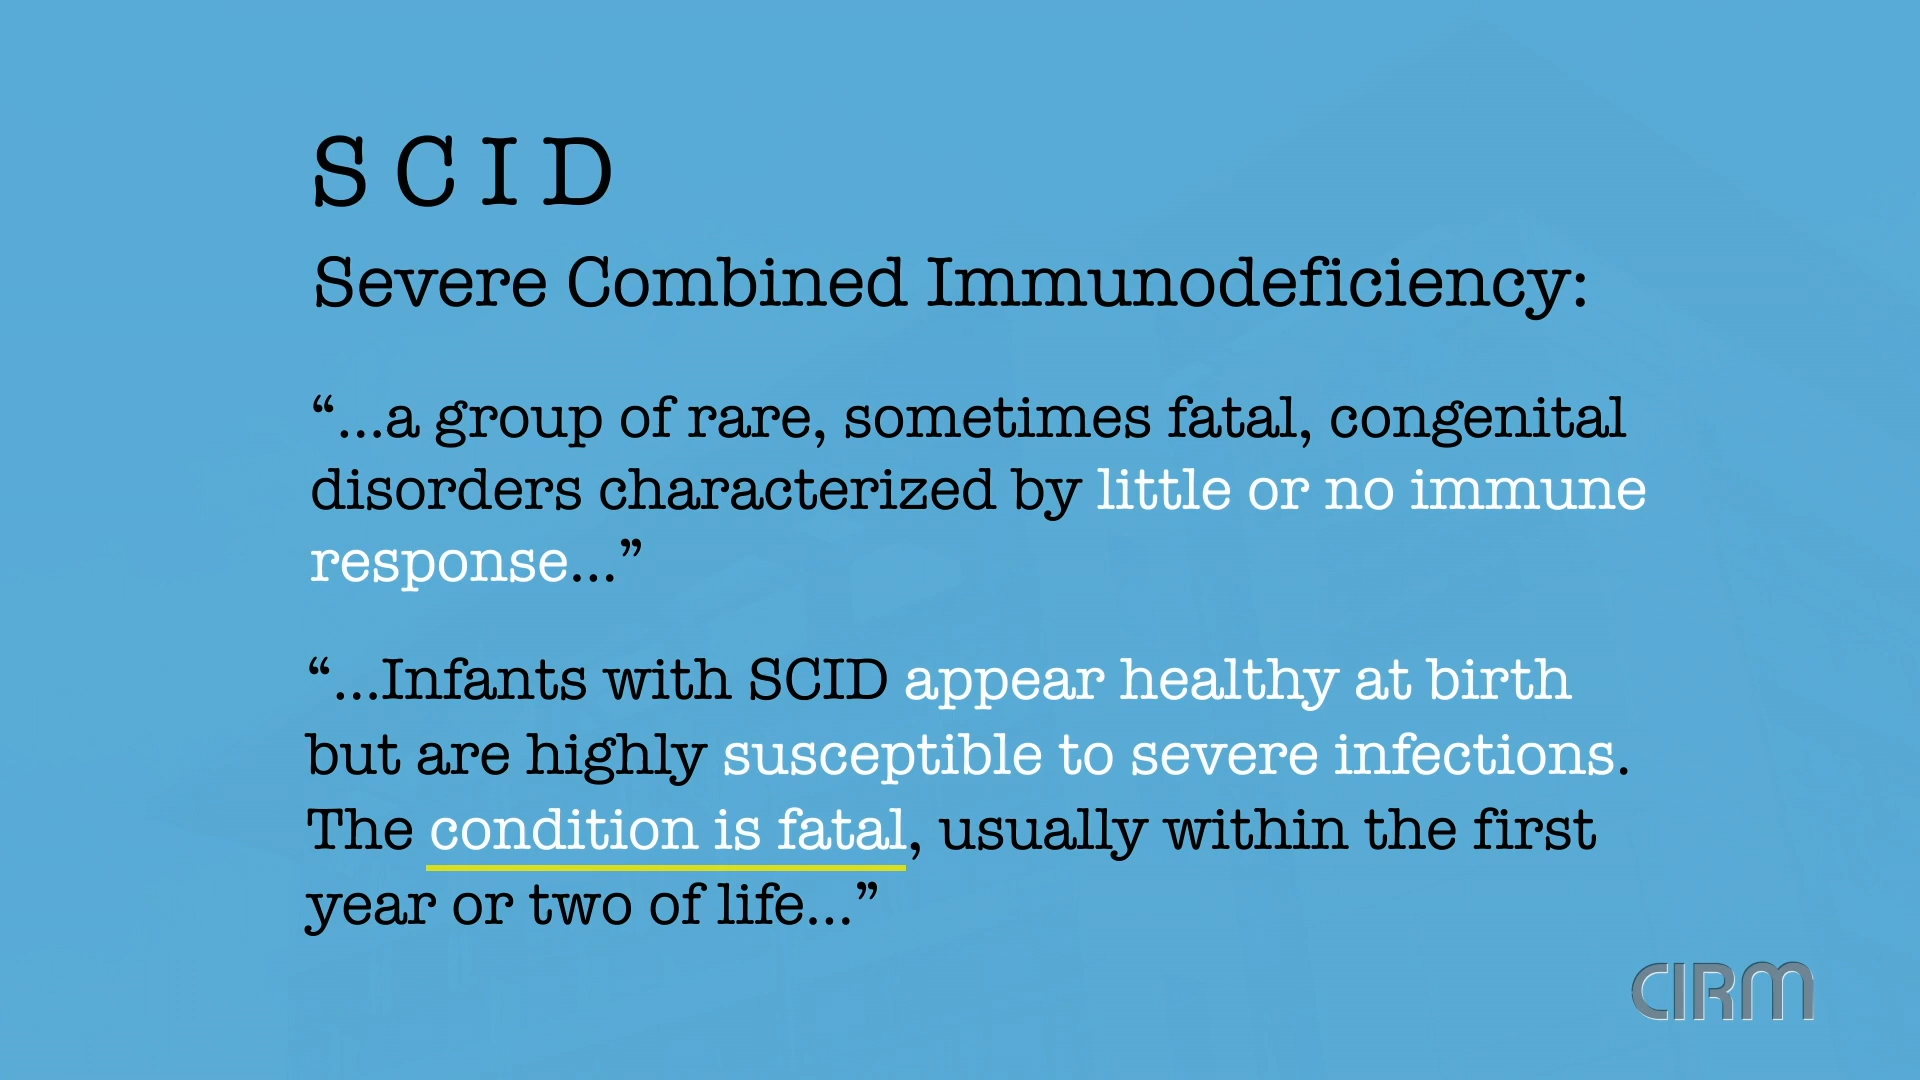 SCID
Severe Combined Immunodeficiency:
“...a group of rare, sometimes fatal, congenital
disorders characterized by little or no immune
response...”
“...Infants with SCID appear healthy at birth
but are highly susceptible to severe infections.
The condition is fatal, usually within the first
year or two of life...”
CIRM